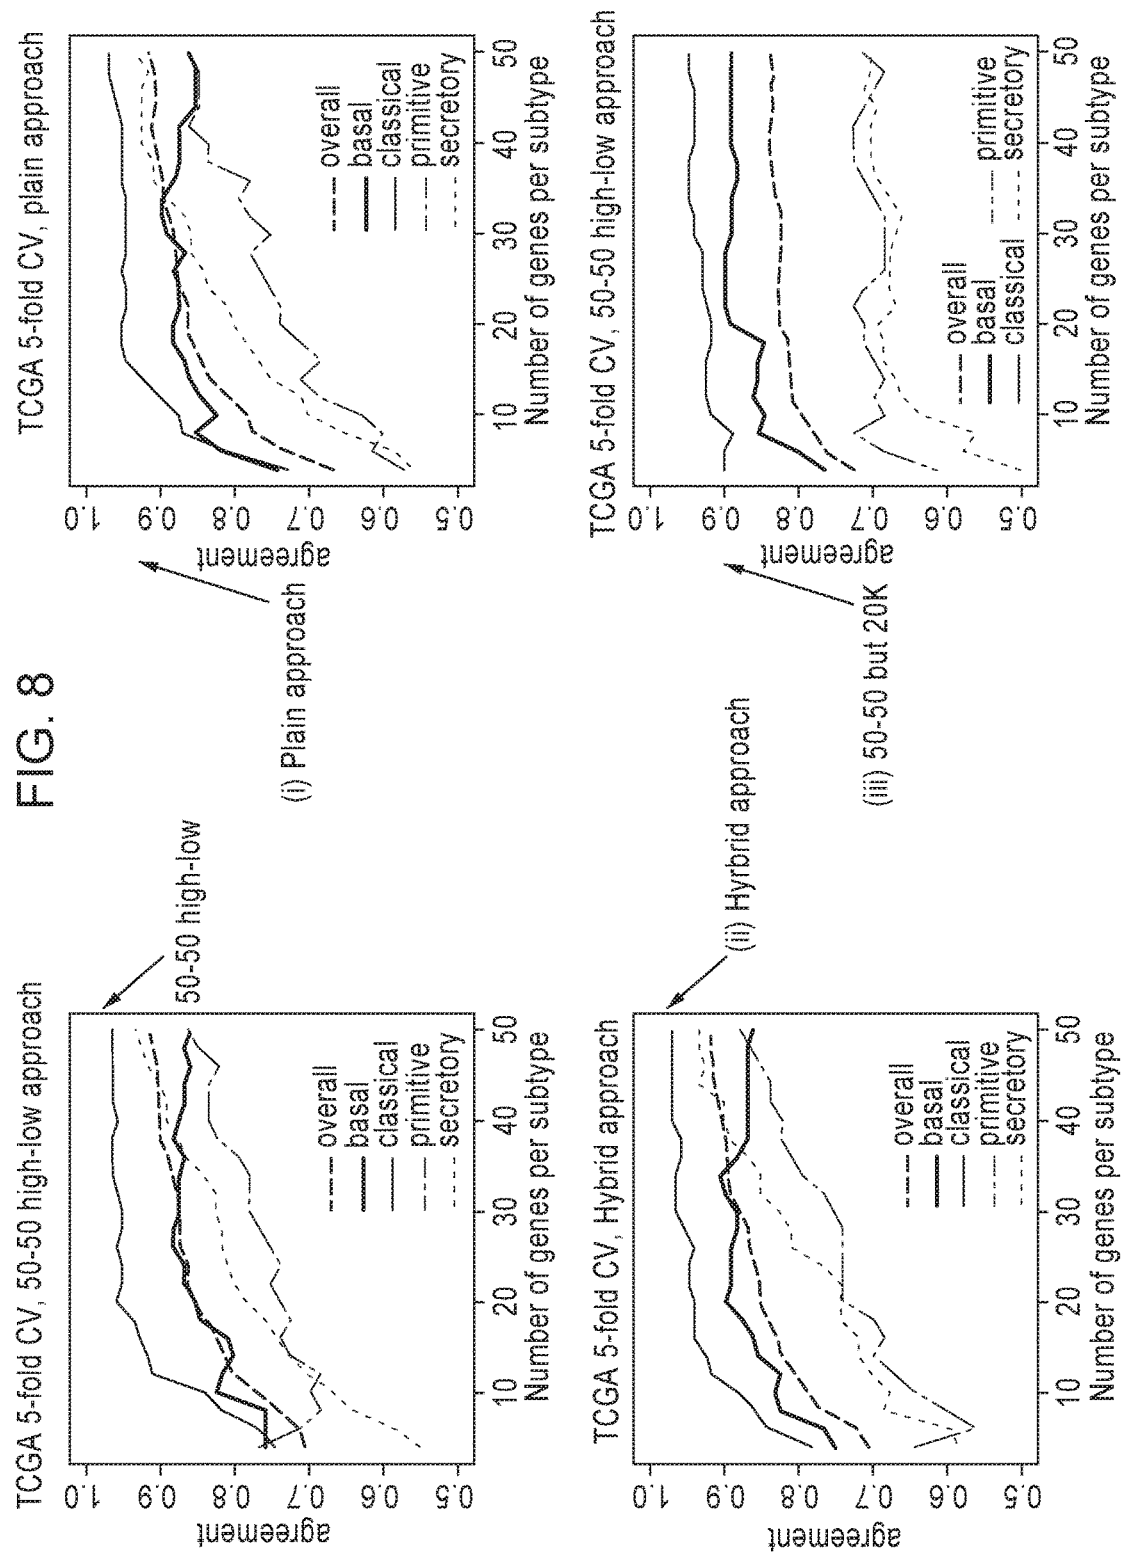 FIG. 8
TCGA 5-fold CV, 50-50 high-low approach
50-50 high-low
agreement
1.0
0.9
0.8
0.7
0.6
0.5
10
20
30
40
50
Number of genes per subtype
overall
basal
classical
primitive
secretory
TCGA 5-fold CV, plain approach
(i) Plain approach
agreement
1.0
0.9
0.8
0.7
0.6
0.5
10
20
30
40
50
Number of genes per subtype
overall
basal
classical
primitive
secretory
TCGA 5-fold CV, Hybrid approach
(ii) Hyrbrid approach
agreement
1.0
0.9
0.8
0.7
0.6
0.5
10
20
30
40
50
Number of genes per subtype
overall
basal
classical
primitive
secretory
TCGA 5-fold CV, 50-50 high-low approach
(iii) 50-50 but 20K
agreement
1.0
0.9
0.8
0.7
0.6
0.5
10
20
30
40
50
Number of genes per subtype
overall
basal
classical
primitive
secretory